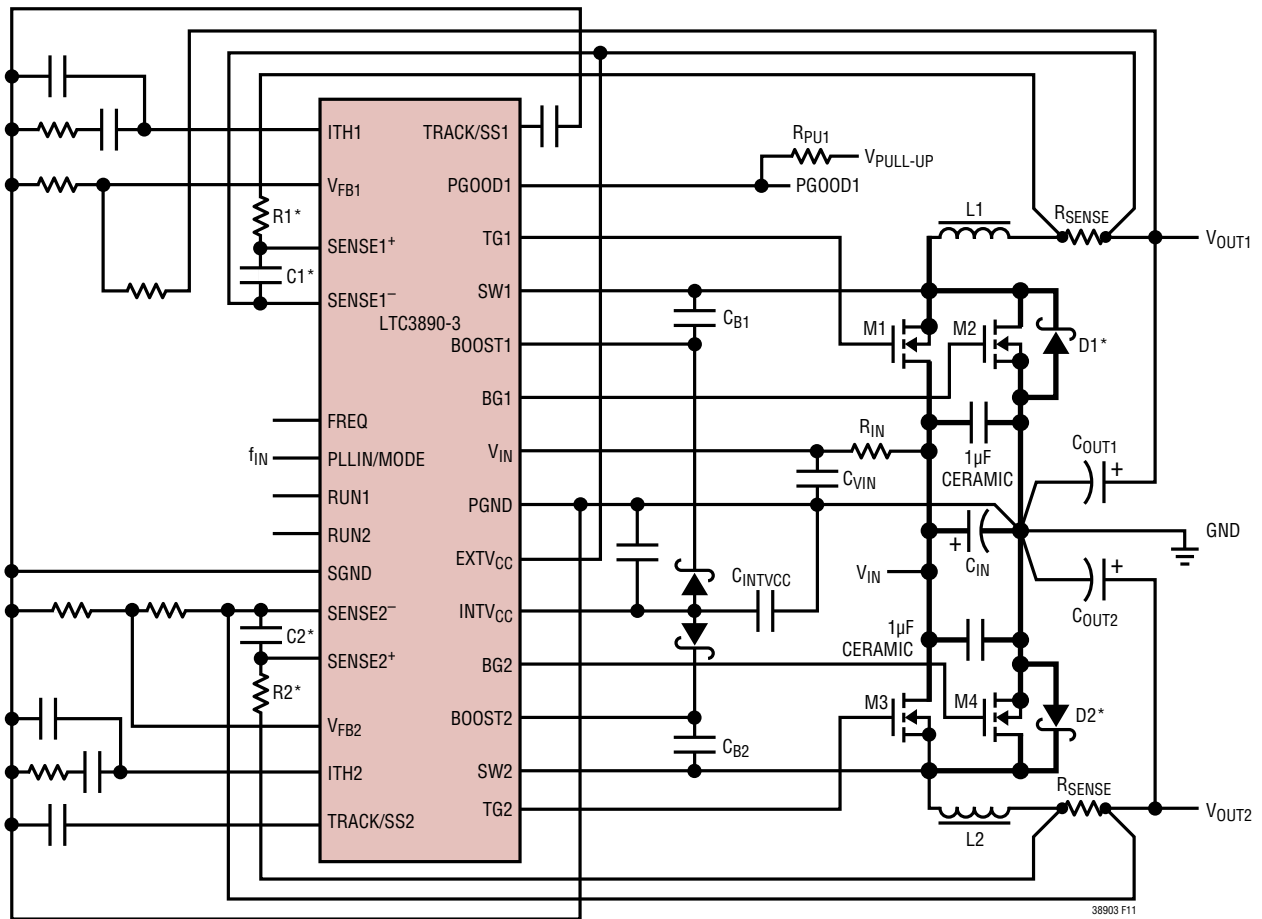 ITH1
VFB1
R1*
SENSE1+
C1*
SENSE1–
LTC3890-3
FREQ
fIN
PLLIN/MODE
RUN1
RUN2
SGND
SENSE2–
C2*
SENSE2+
R2*
VFB2
ITH2
TRACK/SS2
TRACK/SS1
PGOOD1
TG1
SW1
BOOST1
BG1
VIN
PGND
EXTVCC
INTVCC
BG2
BOOST2
SW2
TG2
RPU1
VPULL-UP
PGOOD1
L1
RSENSE
VOUT1
CB1
M1
M2
D1*
RIN
CVIN
1µF
CERAMIC
COUT1
+
GND
+
CIN
VIN
CINTVCC
+
COUT2
1µF
CERAMIC
M3
M4
D2*
CB2
RSENSE
L2
VOUT2
38903 F11